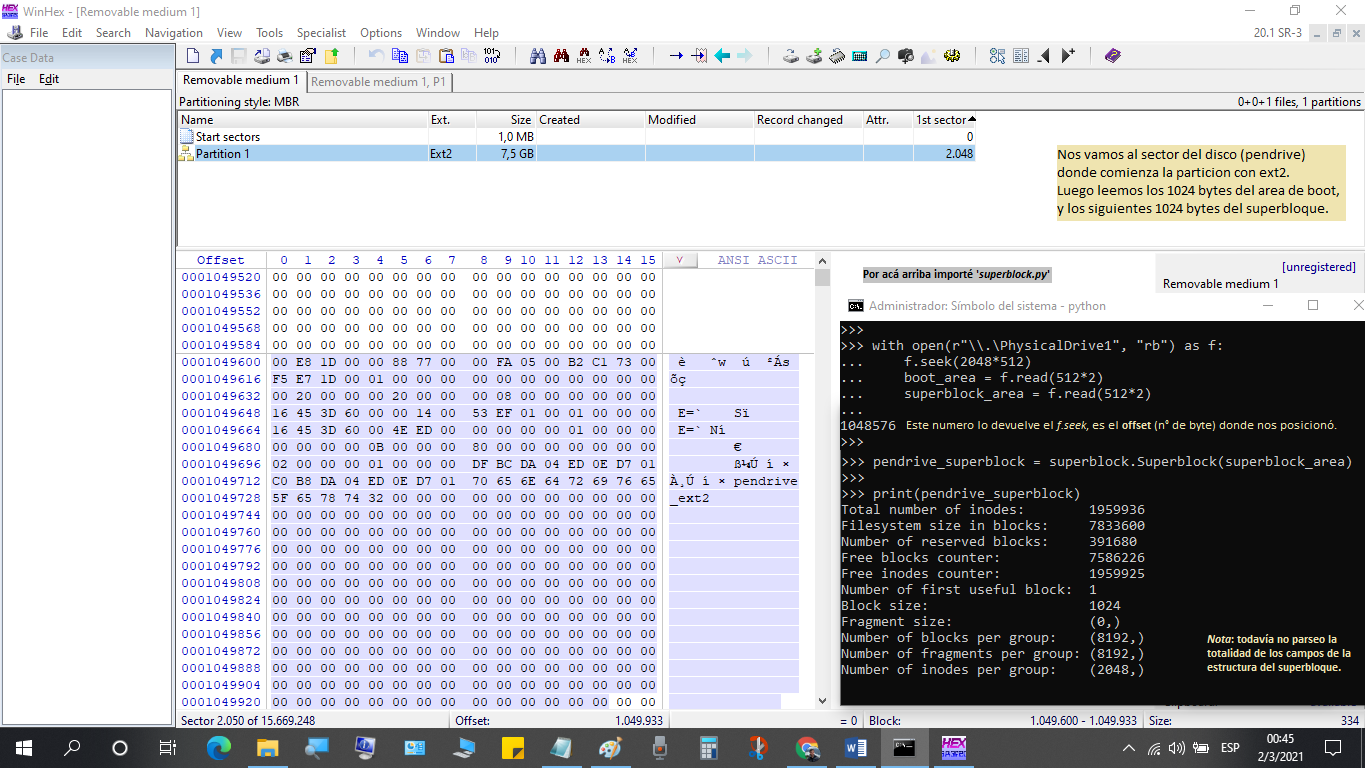 WinHex - [Removable medium 1]
File Edit Search Navigation View Tools Specialist Options Window Help
20.1 SR-3
Case Data
File Edit
Removable medium 1
Removable medium 1, P1
Partitioning style: MBR
0+0+1 files, 1 partitions
Name Ext. Size Created Modified Record changed Attr. 1st sector
Start sectors 1,0 MB 0
Partition 1 Ext2 7,5 GB 2.048
Nos vamos al sector del disco (pendrive)
donde comienza la particion con ext2.
Luego leemos los 1024 bytes del area de boot,
y los siguientes 1024 bytes del superbloque.
Offset 0 1 2 3 4 5 6 7 8 9 10 11 12 13 14 15 ANSI ASCII
0001049520 00 00 00 00 00 00 00 00 00 00 00 00 00 00 00 00
0001049536 00 00 00 00 00 00 00 00 00 00 00 00 00 00 00 00
0001049552 00 00 00 00 00 00 00 00 00 00 00 00 00 00 00 00
0001049568 00 00 00 00 00 00 00 00 00 00 00 00 00 00 00 00
0001049584 00 00 00 00 00 00 00 00 00 00 00 00 00 00 00 00
0001049600 00 E8 1D 00 00 88 77 00 00 FA 05 00 B2 C1 73 00 è ˆw ú ²Ás
0001049616 F5 E7 1D 00 01 00 00 00 00 00 00 00 00 00 00 00 õç
0001049632 00 20 00 00 00 20 00 00 00 08 00 00 00 00 00 00
0001049648 16 45 3D 60 00 00 14 00 53 EF 01 00 01 00 00 00 E=` Sï
0001049664 16 45 3D 60 00 4E ED 00 00 00 00 00 01 00 00 00 E=` Ní
0001049680 00 00 00 00 0B 00 00 00 80 00 00 00 00 00 00 00 €
0001049696 02 00 00 00 01 00 00 00 DF BC DA 04 ED 0E D7 01 ß¼Ú í ×
0001049712 C0 B8 DA 04 ED 0E D7 01 70 65 6E 64 72 69 76 65 À¸Ú í × pendrive
0001049728 5F 65 78 74 32 00 00 00 00 00 00 00 00 00 00 00 _ext2
0001049744 00 00 00 00 00 00 00 00 00 00 00 00 00 00 00 00
0001049760 00 00 00 00 00 00 00 00 00 00 00 00 00 00 00 00
0001049776 00 00 00 00 00 00 00 00 00 00 00 00 00 00 00 00
0001049792 00 00 00 00 00 00 00 00 00 00 00 00 00 00 00 00
0001049808 00 00 00 00 00 00 00 00 00 00 00 00 00 00 00 00
0001049824 00 00 00 00 00 00 00 00 00 00 00 00 00 00 00 00
0001049840 00 00 00 00 00 00 00 00 00 00 00 00 00 00 00 00
0001049856 00 00 00 00 00 00 00 00 00 00 00 00 00 00 00 00
0001049872 00 00 00 00 00 00 00 00 00 00 00 00 00 00 00 00
0001049888 00 00 00 00 00 00 00 00 00 00 00 00 00 00 00 00
0001049904 00 00 00 00 00 00 00 00 00 00 00 00 00 00 00 00
0001049920 00 00 00 00 00 00 00 00 00 00 00 00 00 00 00 00
Por acá arriba importé 'superblock.py'
[unregistered]
Removable medium 1
Administrador: Símbolo del sistema - python
>>>
>>> with open(r"\\.\PhysicalDrive1", "rb") as f:
... f.seek(2048*512)
... boot_area = f.read(512*2)
... superblock_area = f.read(512*2)
...
1048576 Este numero lo devuelve el f.seek, es el offset (n° de byte) donde nos posicionó.
>>>
>>> pendrive_superblock = superblock.Superblock(superblock_area)
>>>
>>> print(pendrive_superblock)
Total number of inodes: 1959936
Filesystem size in blocks: 7833600
Number of reserved blocks: 391680
Free blocks counter: 7586226
Free inodes counter: 1959925
Number of first useful block: 1
Block size: 1024
Fragment size: (0,)
Number of blocks per group: (8192,)
Number of fragments per group: (8192,)
Number of inodes per group: (2048,)
Nota: todavía no parseo la
totalidad de los campos de la
estructura del superbloque.
Sector 2.050 of 15.669.248 Offset: 1.049.933 = 0 Block: 1.049.600 - 1.049.933 Size: 334
ESP
00:45
2/3/2021